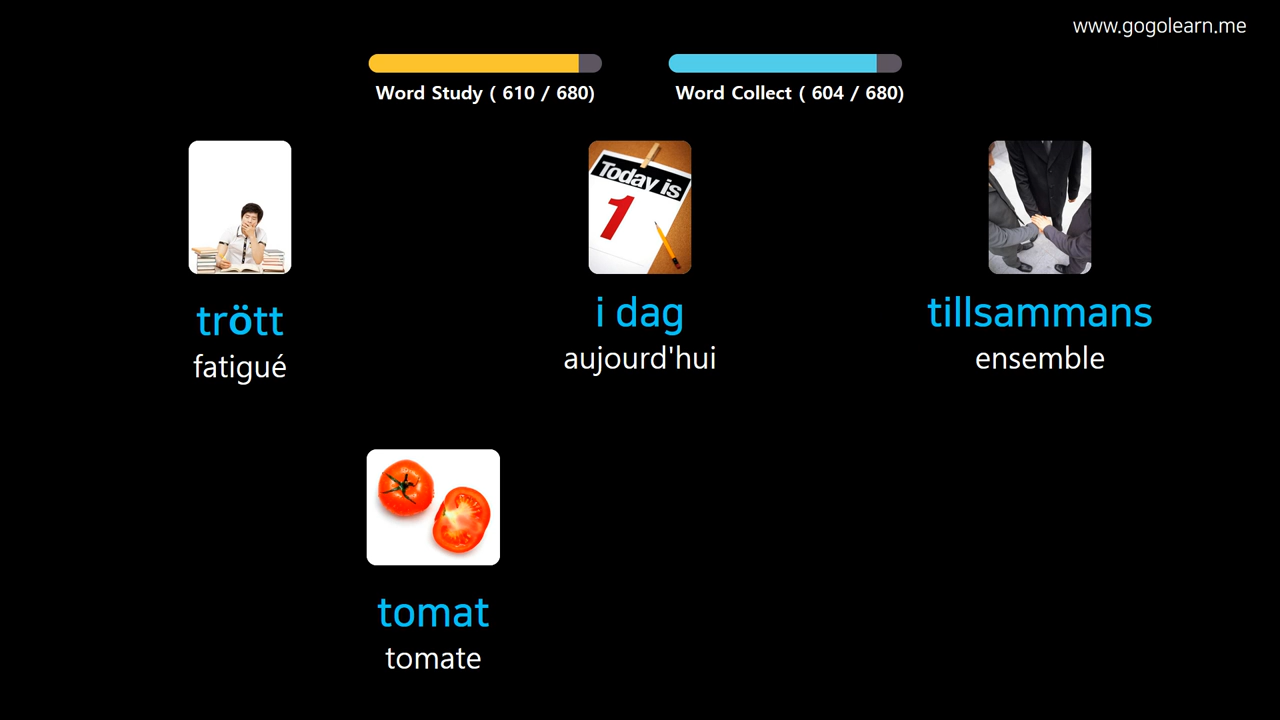 www.gogolearn.me
Word Study ( 610 / 680)
Word Collect ( 604 / 680)
Today is
1
trött
fatigué
i dag
aujourd'hui
tillsammans
ensemble
tomat
tomate